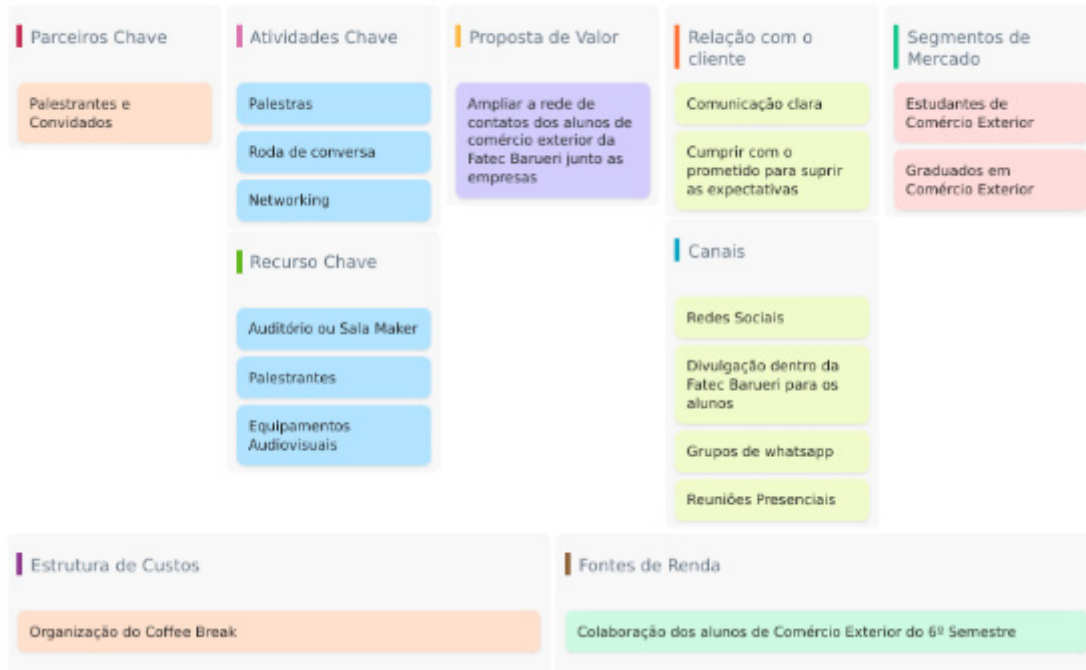 Parceiros Chave
Palestrantes e
Convidados
Atividades Chave
Palestras
Roda de conversa
Networking
Recurso Chave
Auditório ou Sala Maker
Palestrantes
Equipamentos
Audiovisuais
Proposta de Valor
Ampliar a rede de
contatos dos alunos de
comércio exterior da
Fatec Barueri junto as
empresas
Relação com o
cliente
Comunicação clara
Cumprir com o
prometido para suprir
as expectativas
Canais
Redes Sociais
Divulgação dentro da
Fatec Barueri para os
alunos
Grupos de whatsapp
Reuniões Presenciais
Segmentos de
Mercado
Estudantes de
Comércio Exterior
Graduados em
Comércio Exterior
Estrutura de Custos
Organização do Coffee Break
Fontes de Renda
Colaboração dos alunos de Comércio Exterior do 6º Semestre